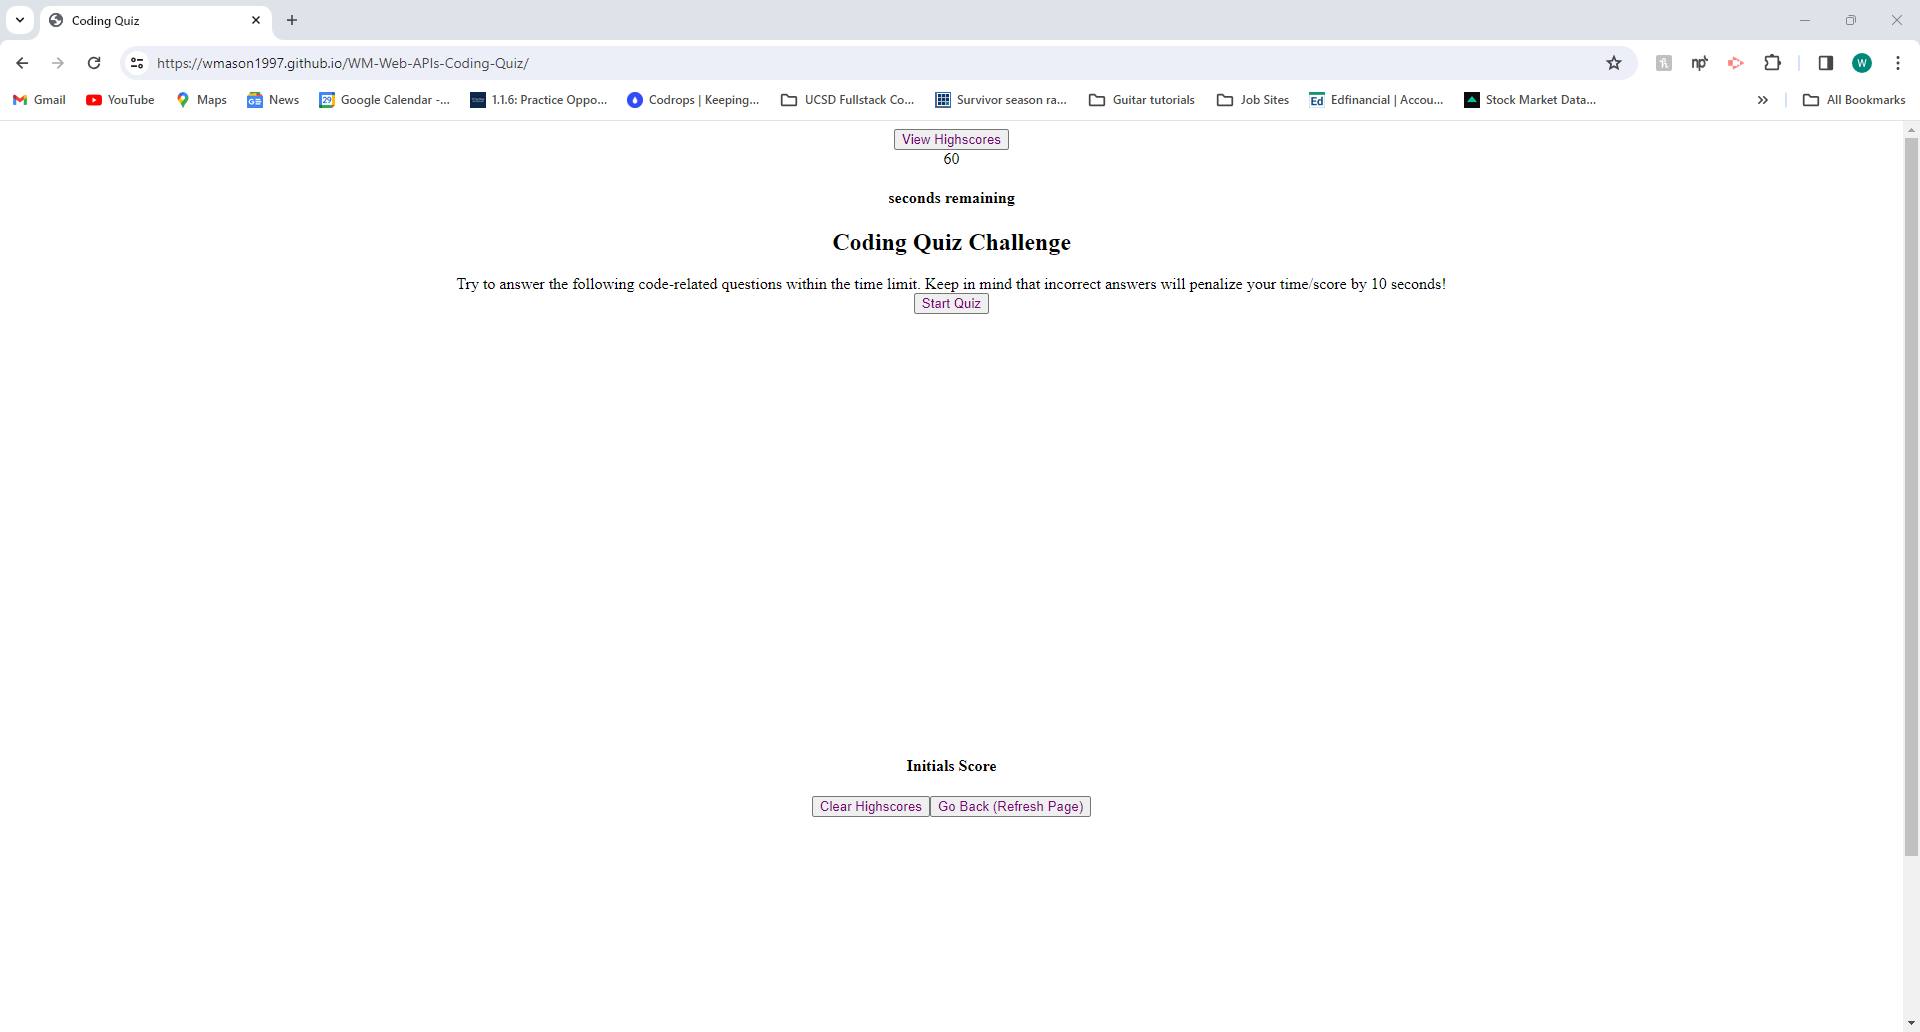 Coding Quiz
https://wmason1997.github.io/WM-Web-APIs-Coding-Quiz/
np
W
Gmail YouTube Maps News 29 Google Calendar -... 1.1.6: Practice Oppo... Codrops | Keeping... UCSD Fullstack Co... Survivor season ra... Guitar tutorials Job Sites Ed Edfinancial | Accou... Stock Market Data... All Bookmarks
View Highscores
60
seconds remaining
Coding Quiz Challenge
Try to answer the following code-related questions within the time limit. Keep in mind that incorrect answers will penalize your time/score by 10 seconds!
Start Quiz
Initials Score
Clear Highscores Go Back (Refresh Page)